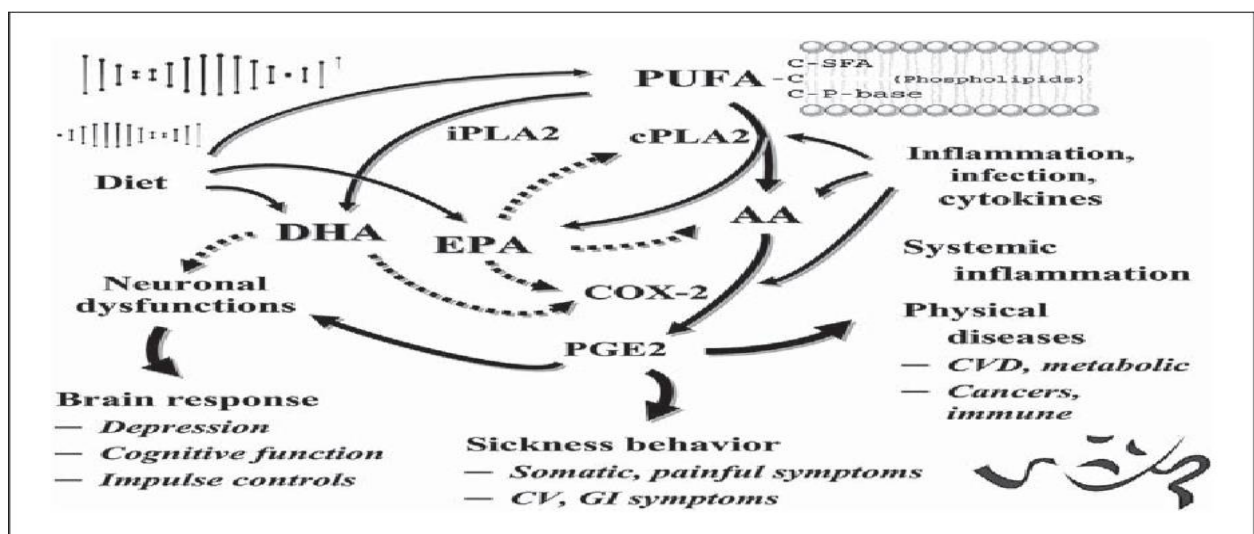 PUFA
C-SFA
-C (Phospholipids)
C-P-base
iPLA2
cPLA2
Diet
Inflammation,
infection,
cytokines
DHA
EPA
AA
Systemic
inflammation
Neuronal
dysfunctions
COX-2
Physical
diseases
PGE2
— CVD, metabolic
— Cancers,
immune
Brain response
— Depression
— Cognitive function
— Impulse controls
Sickness behavior
— Somatic, painful symptoms
— CV, GI symptoms